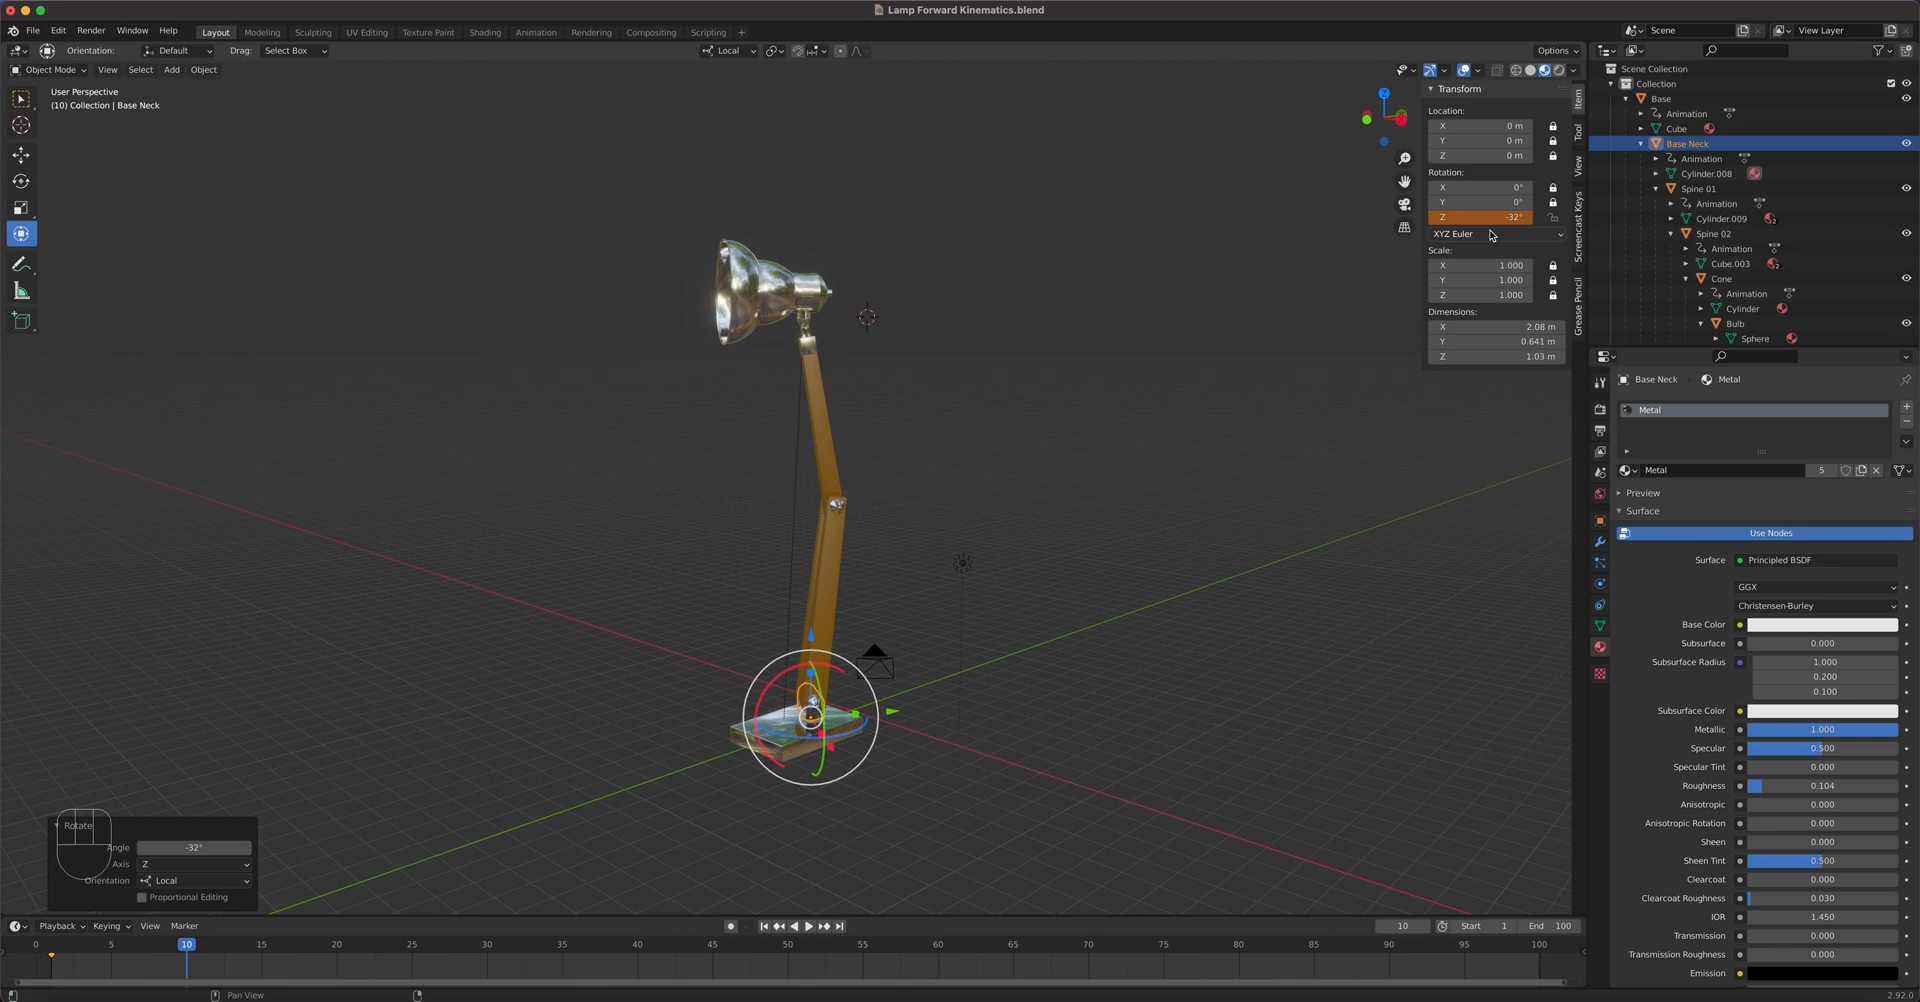 Lamp Forward Kinematics.blend
File Edit Render Window Help Layout Modeling Sculpting UV Editing Texture Paint Shading Animation Rendering Compositing Scripting + Scene View Layer
Orientation: Default Drag: Select Box Local Options
Object Mode View Select Add Object
User Perspective
(10) Collection | Base Neck
Z
X
Transform
Location:
X 0 m
Y 0 m
Z 0 m
Rotation:
X 0°
Y 0°
Z -32°
XYZ Euler
Scale:
X 1.000
Y 1.000
Z 1.000
Dimensions:
X 2.08 m
Y 0.641 m
Z 1.03 m
Item
Tool
View
Screencast Keys
Grease Pencil
Scene Collection
Collection
Base
Animation
Cube
Base Neck
Animation
Cylinder.008
Spine 01
Animation
Cylinder.009 2
Spine 02
Animation
Cube.003 2
Cone
Animation
Cylinder
Bulb
Sphere
Base Neck Metal
Metal
Metal 5
Preview
Surface
Use Nodes
Surface Principled BSDF
GGX
Christensen-Burley
Base Color
Subsurface 0.000
Subsurface Radius 1.000
0.200
0.100
Subsurface Color
Metallic 1.000
Specular 0.500
Specular Tint 0.000
Roughness 0.104
Anisotropic 0.000
Anisotropic Rotation 0.000
Sheen 0.000
Sheen Tint 0.500
Clearcoat 0.000
Clearcoat Roughness 0.030
IOR 1.450
Transmission 0.000
Transmission Roughness 0.000
Emission
Rotate
Angle -32°
Axis Z
Orientation Local
Proportional Editing
Playback Keying View Marker 10 Start 1 End 100
0 5 10 15 20 25 30 35 40 45 50 55 60 65 70 75 80 85 90 95 100
Pan View 2.92.0